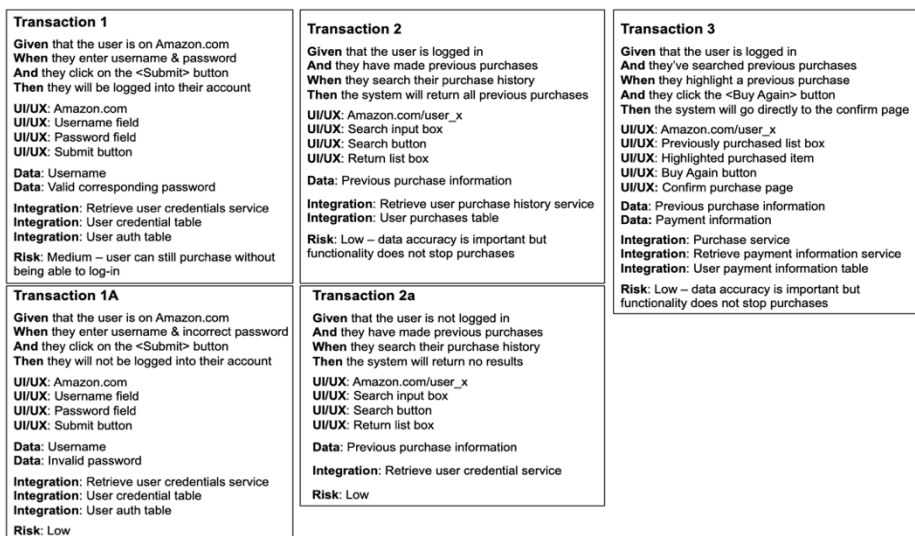 Transaction 1
Given that the user is on Amazon.com
When they enter username & password
And they click on the <Submit> button
Then they will be logged into their account
UI/UX: Amazon.com
UI/UX: Username field
UI/UX: Password field
UI/UX: Submit button
Data: Username
Data: Valid corresponding password
Integration: Retrieve user credentials service
Integration: User credential table
Integration: User auth table
Risk: Medium – user can still purchase without
being able to log-in
Transaction 1A
Given that the user is on Amazon.com
When they enter username & incorrect password
And they click on the <Submit> button
Then they will not be logged into their account
UI/UX: Amazon.com
UI/UX: Username field
UI/UX: Password field
UI/UX: Submit button
Data: Username
Data: Invalid password
Integration: Retrieve user credentials service
Integration: User credential table
Integration: User auth table
Risk: Low
Transaction 2
Given that the user is logged in
And they have made previous purchases
When they search their purchase history
Then the system will return all previous purchases
UI/UX: Amazon.com/user_x
UI/UX: Search input box
UI/UX: Search button
UI/UX: Return list box
Data: Previous purchase information
Integration: Retrieve user purchase history service
Integration: User purchases table
Risk: Low – data accuracy is important but
functionality does not stop purchases
Transaction 2a
Given that the user is not logged in
And they have made previous purchases
When they search their purchase history
Then the system will return no results
UI/UX: Amazon.com/user_x
UI/UX: Search input box
UI/UX: Search button
UI/UX: Return list box
Data: Previous purchase information
Integration: Retrieve user credential service
Risk: Low
Transaction 3
Given that the user is logged in
And they've searched previous purchases
When they highlight a previous purchase
And they click the <Buy Again> button
Then the system will go directly to the confirm page
UI/UX: Amazon.com/user_x
UI/UX: Previously purchased list box
UI/UX: Highlighted purchased item
UI/UX: Buy Again button
UI/UX: Confirm purchase page
Data: Previous purchase information
Data: Payment information
Integration: Purchase service
Integration: Retrieve payment information service
Integration: User payment information table
Risk: Low – data accuracy is important but
functionality does not stop purchases